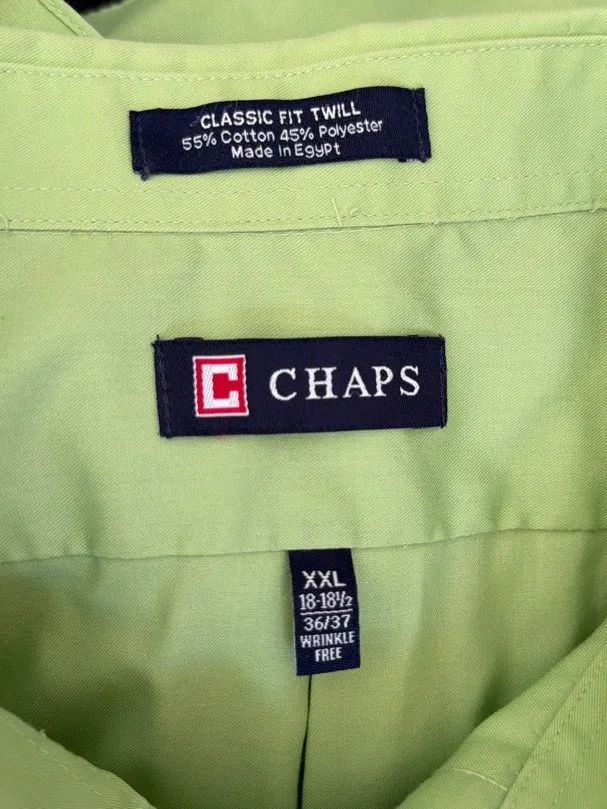 CLASSIC FIT TWILL
55% Cotton 45% Polyester
Made In Egypt
C CHAPS
XXL
18-18½
36/37
WRINKLE
FREE